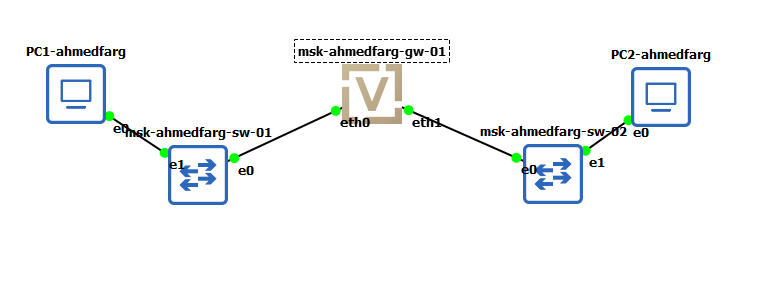 msk-ahmedfarg-gw-01
PC1-ahmedfarg
PC2-ahmedfarg
V
eth0
eth1
e0
msk-ahmedfarg-sw-01
msk-ahmedfarg-sw-02
e0
e1
e0
e0
e1